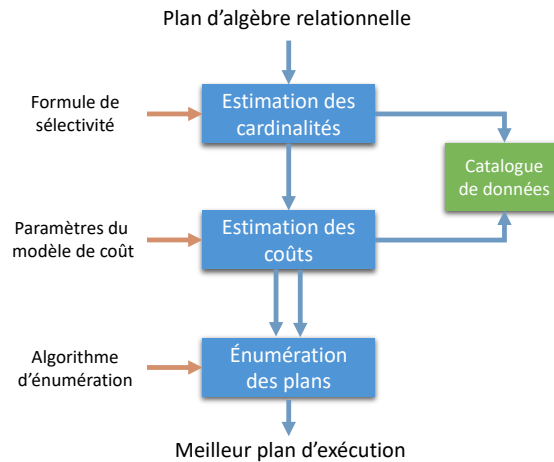 Plan d’algèbre relationnelle
Formule de
sélectivité
Estimation des
cardinalités
Catalogue
de données
Paramètres du
modèle de coût
Estimation des
coûts
Algorithme
d’énumération
Énumération
des plans
Meilleur plan d’exécution